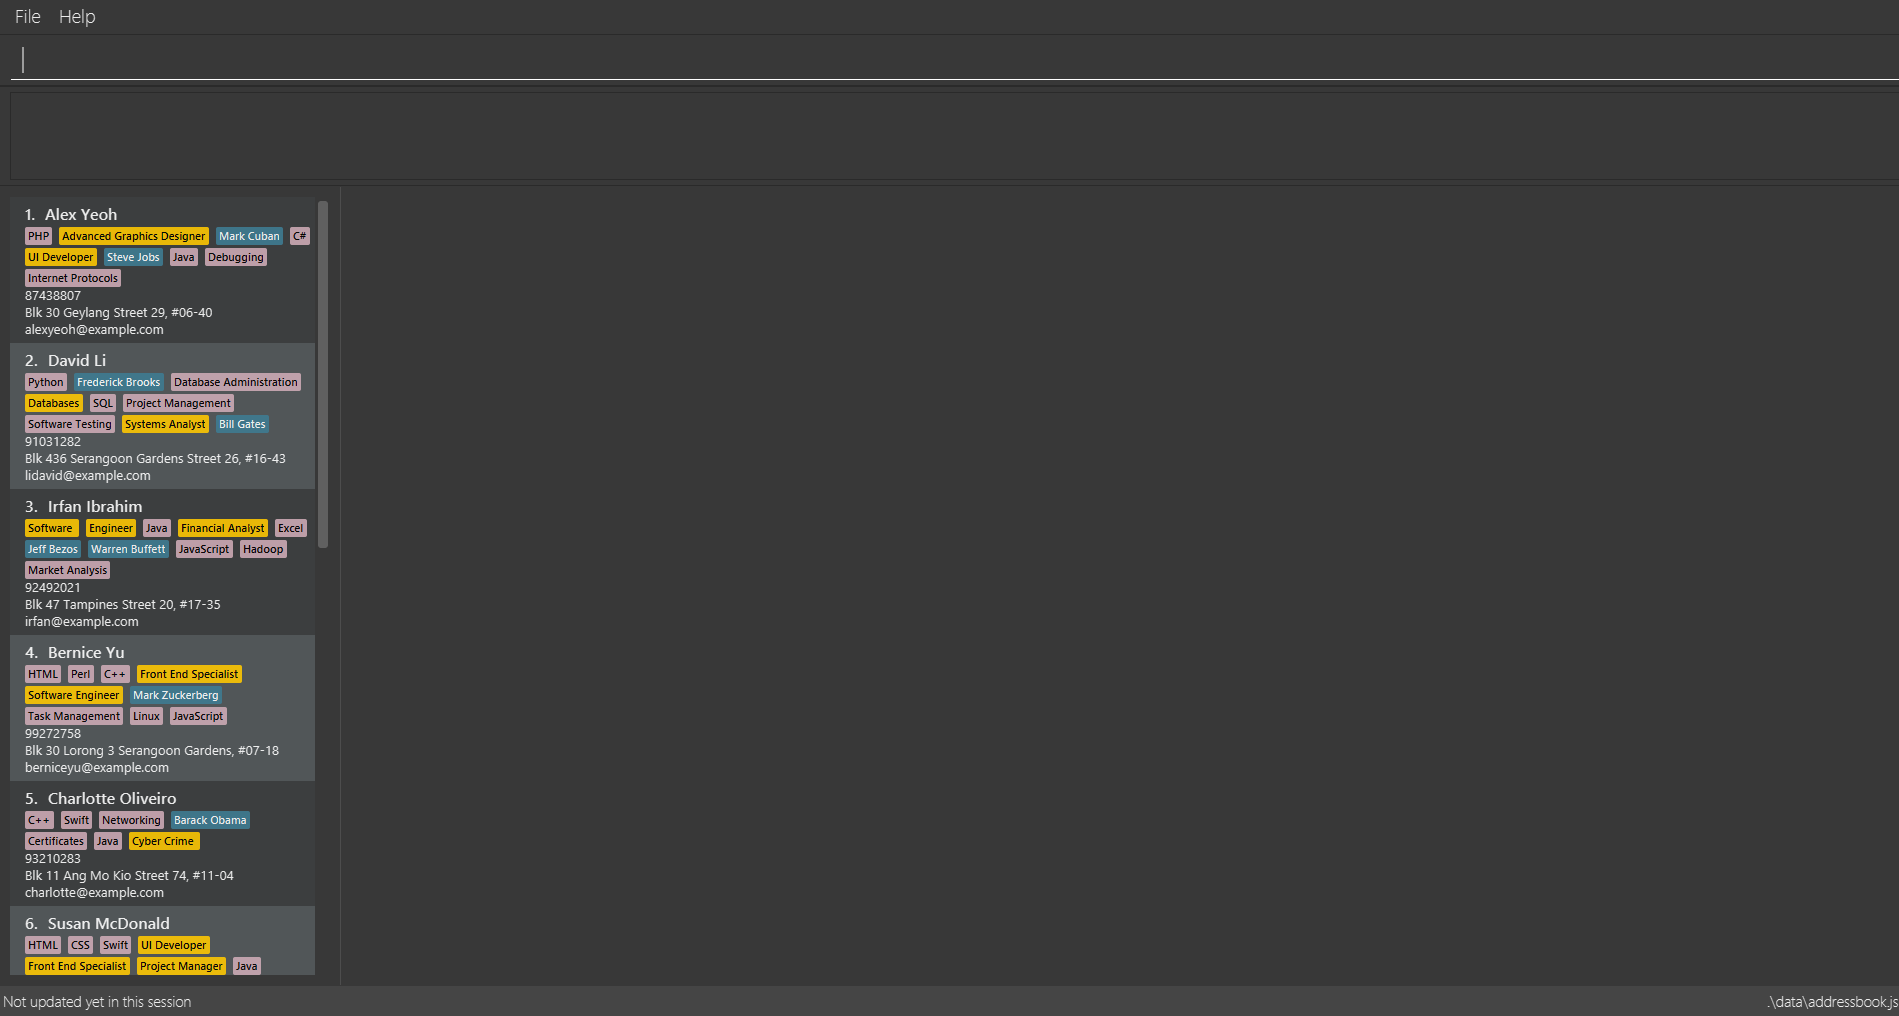 File Help
1. Alex Yeoh
PHP Advanced Graphics Designer Mark Cuban C#
UI Developer Steve Jobs Java Debugging
Internet Protocols
87438807
Blk 30 Geylang Street 29, #06-40
alexyeoh@example.com
2. David Li
Python Frederick Brooks Database Administration
Databases SQL Project Management
Software Testing Systems Analyst Bill Gates
91031282
Blk 436 Serangoon Gardens Street 26, #16-43
lidavid@example.com
3. Irfan Ibrahim
Software Engineer Java Financial Analyst Excel
Jeff Bezos Warren Buffett JavaScript Hadoop
Market Analysis
92492021
Blk 47 Tampines Street 20, #17-35
irfan@example.com
4. Bernice Yu
HTML Perl C++ Front End Specialist
Software Engineer Mark Zuckerberg
Task Management Linux JavaScript
99272758
Blk 30 Lorong 3 Serangoon Gardens, #07-18
berniceyu@example.com
5. Charlotte Oliveiro
C++ Swift Networking Barack Obama
Certificates Java Cyber Crime
93210283
Blk 11 Ang Mo Kio Street 74, #11-04
charlotte@example.com
6. Susan McDonald
HTML CSS Swift UI Developer
Front End Specialist Project Manager Java
Not updated yet in this session .\data\addressbook.js